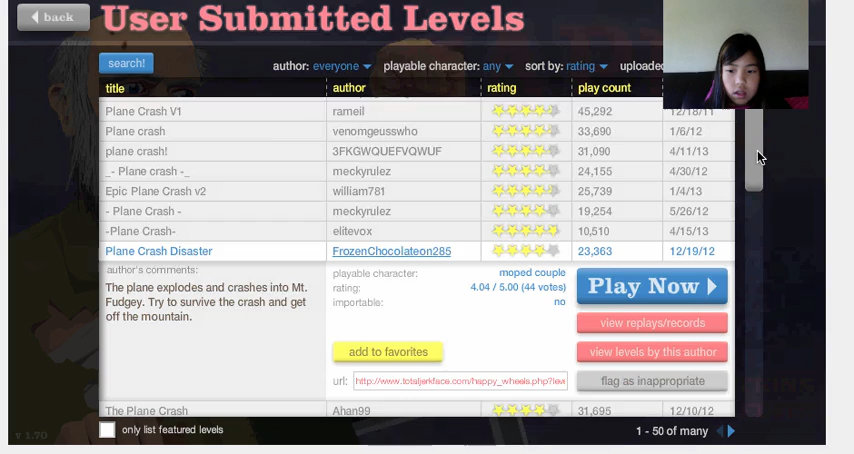 back
User Submitted Levels
search!
author: everyone playable character: any sort by: rating uploaded
title author rating play count
Plane Crash V1 rameil 45,292 12/18/11
Plane crash venomgeusswho 33,690 1/6/12
plane crash! 3FKGWQUEFVQWUF 31,090 4/11/13
_- Plane crash -_ meckyrulez 24,155 4/30/12
Epic Plane Crash v2 william781 25,739 1/4/13
- Plane Crash - meckyrulez 19,254 5/26/12
-Plane Crash- elitevox 10,510 4/15/13
Plane Crash Disaster FrozenChocolateon285 23,363 12/19/12
author's comments:
The plane explodes and crashes into Mt.
Fudgey. Try to survive the crash and get
off the mountain.
playable character: moped couple
rating: 4.04 / 5.00 (44 votes)
importable: no
Play Now
view replays/records
add to favorites
view levels by this author
url: http://www.totaljerkface.com/happy_wheels.php?lev
flag as inappropriate
The Plane Crash Ahan99 31,695 12/10/12
v 1.70
only list featured levels
1 - 50 of many